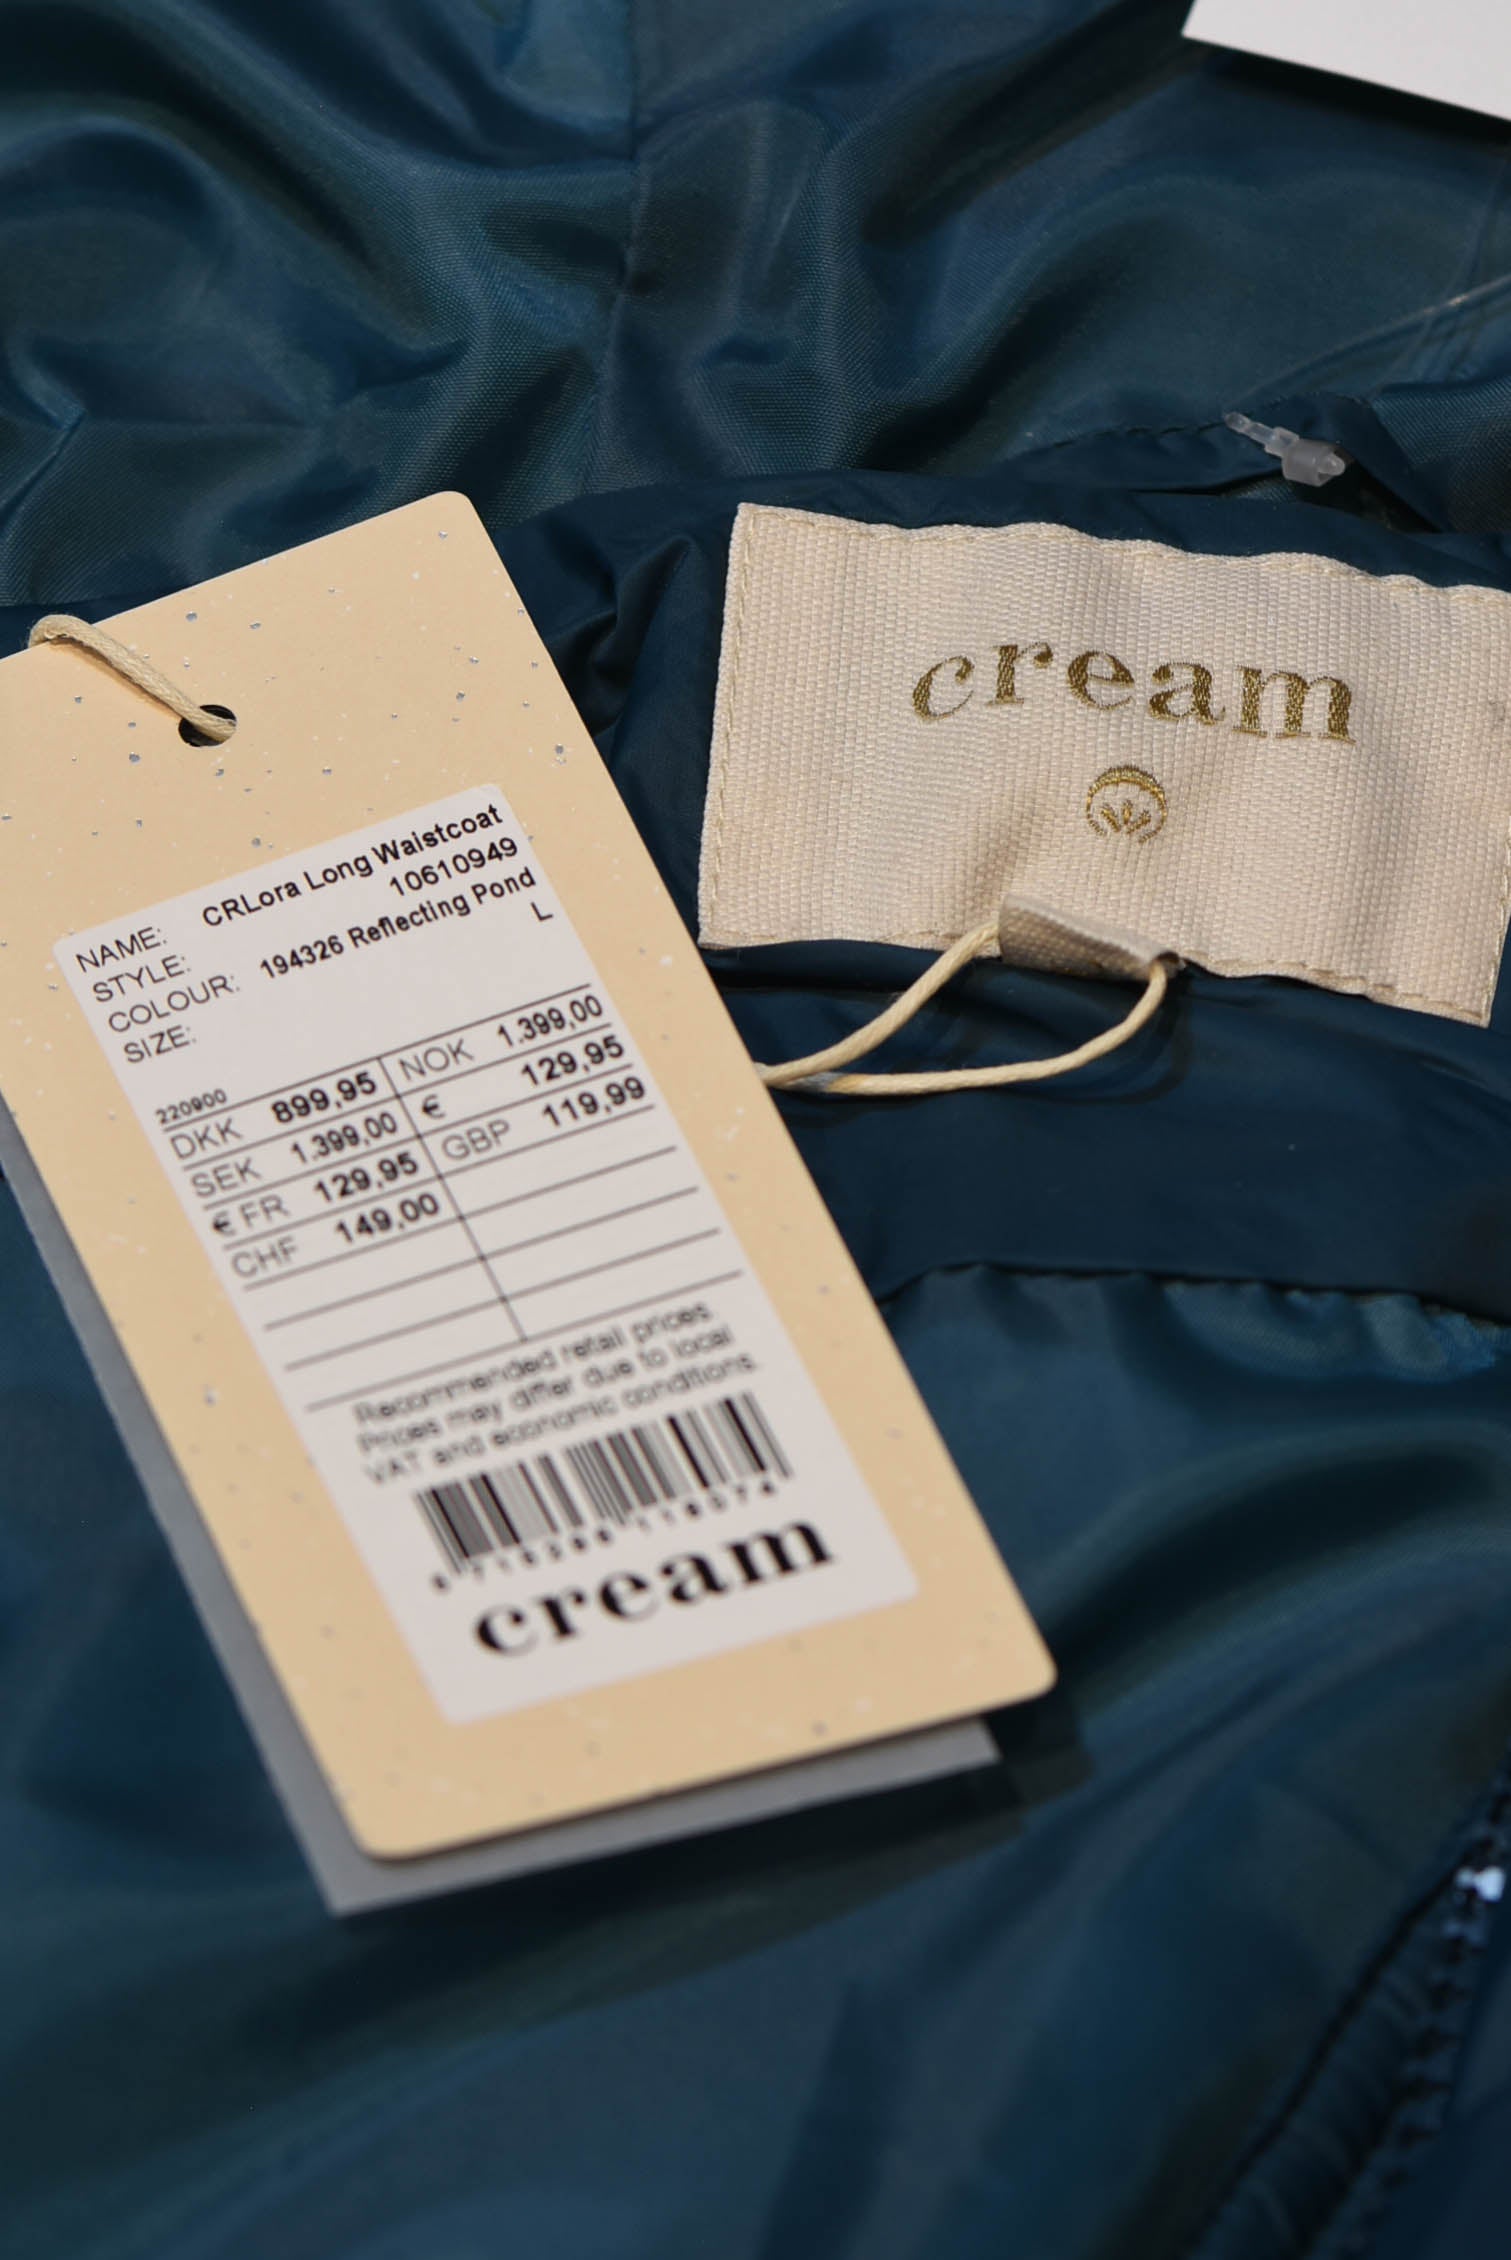 cream
NAME: CRLora Long Waistcoat
STYLE: 10610949
COLOUR: 194326 Reflecting Pond
SIZE: L
220900
DKK 899,95 NOK 1.399,00
SEK 1.399,00 € 129,95
€ FR 129,95 GBP 119,99
CHF 149,00
Recommended retail prices.
Prices may differ due to local
VAT and economic conditions.
cream